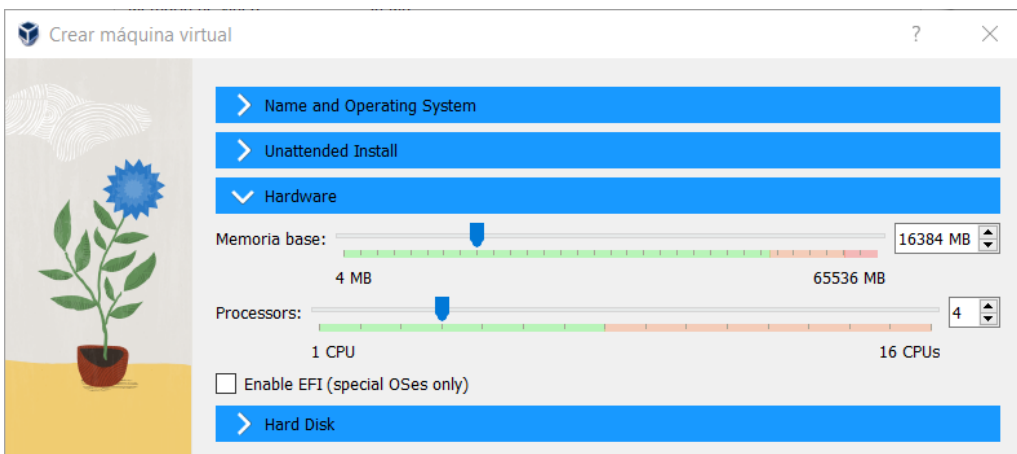 Crear máquina virtual
?
Name and Operating System
Unattended Install
Hardware
Memoria base:
16384 MB
4 MB
65536 MB
Processors:
4
1 CPU
16 CPUs
Enable EFI (special OSes only)
Hard Disk